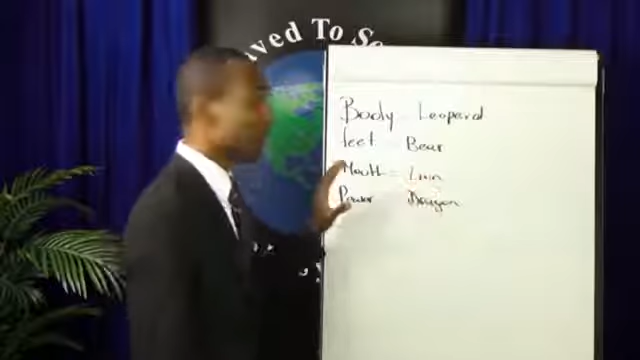 ved To S
Body Leopard
feet Bear
Mouth = Lion
Power Dragon